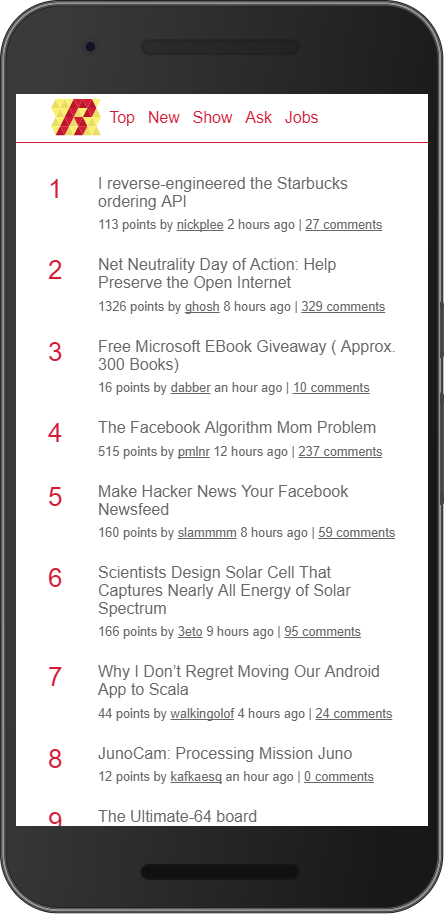 R
Top New Show Ask Jobs
1
I reverse-engineered the Starbucks
ordering API
113 points by nickplee 2 hours ago | 27 comments
2
Net Neutrality Day of Action: Help
Preserve the Open Internet
1326 points by ghosh 8 hours ago | 329 comments
3
Free Microsoft EBook Giveaway ( Approx.
300 Books)
16 points by dabber an hour ago | 10 comments
4
The Facebook Algorithm Mom Problem
515 points by pmlnr 12 hours ago | 237 comments
5
Make Hacker News Your Facebook
Newsfeed
160 points by slammmm 8 hours ago | 59 comments
6
Scientists Design Solar Cell That
Captures Nearly All Energy of Solar
Spectrum
166 points by 3eto 9 hours ago | 95 comments
7
Why I Don’t Regret Moving Our Android
App to Scala
44 points by walkingolof 4 hours ago | 24 comments
8
JunoCam: Processing Mission Juno
12 points by kafkaesq an hour ago | 0 comments
9
The Ultimate-64 board